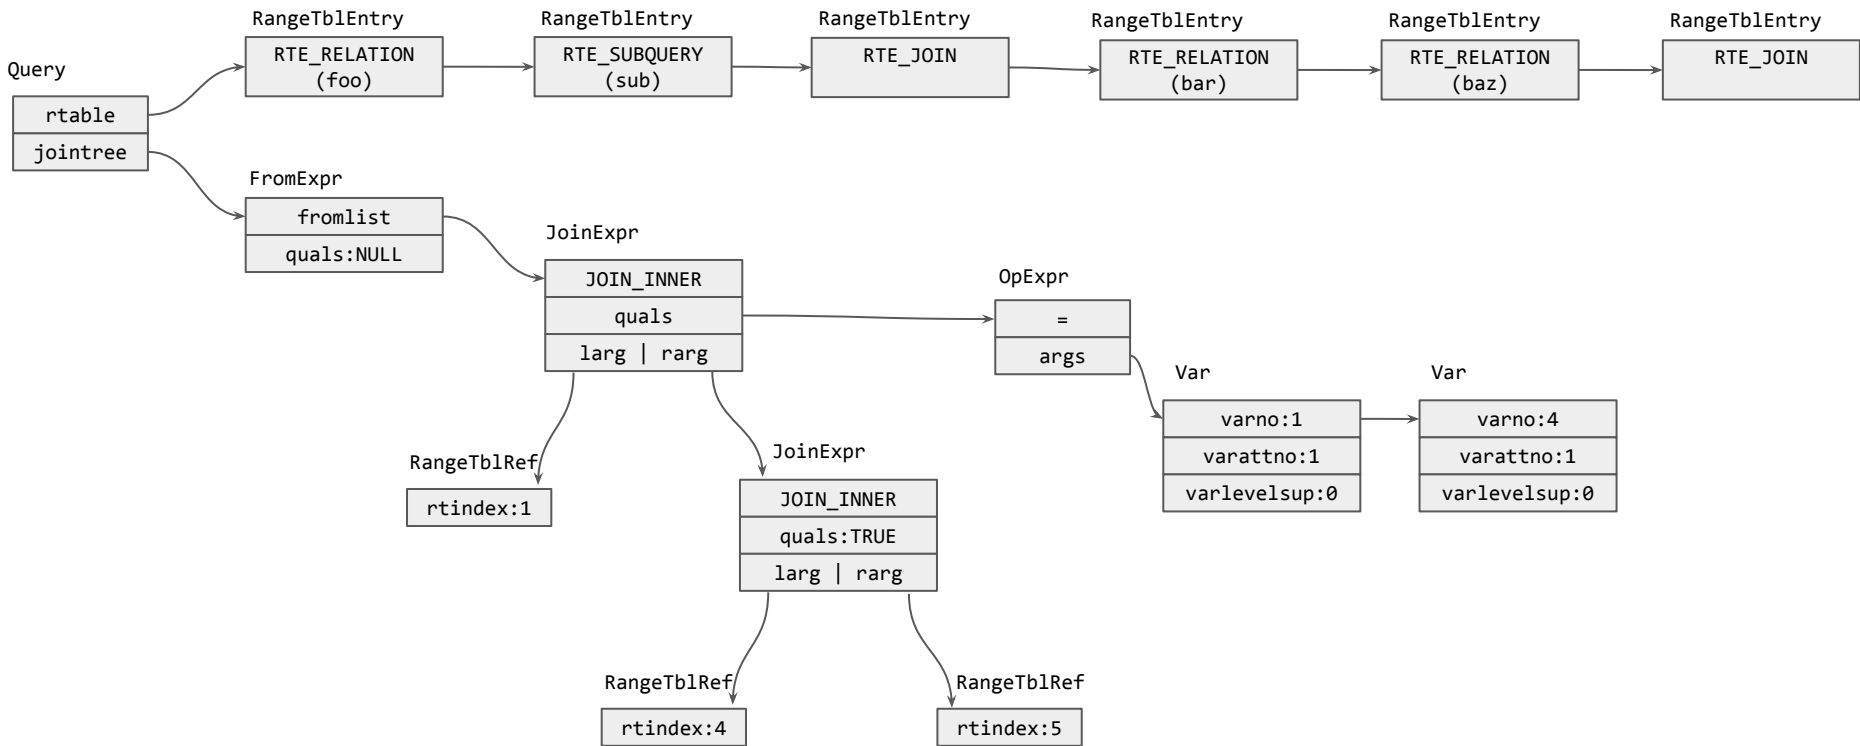 RangeTblEntry RangeTblEntry RangeTblEntry RangeTblEntry RangeTblEntry RangeTblEntry
RTE_RELATION
(foo)
RTE_SUBQUERY
(sub)
RTE_JOIN
RTE_RELATION
(bar)
RTE_RELATION
(baz)
RTE_JOIN
Query
rtable
jointree
FromExpr
fromlist
quals:NULL
JoinExpr
JOIN_INNER
quals
larg | rarg
OpExpr
=
args
Var
varno:1
varattno:1
varlevelsup:0
Var
varno:4
varattno:1
varlevelsup:0
RangeTblRef
rtindex:1
JoinExpr
JOIN_INNER
quals:TRUE
larg | rarg
RangeTblRef
rtindex:4
RangeTblRef
rtindex:5